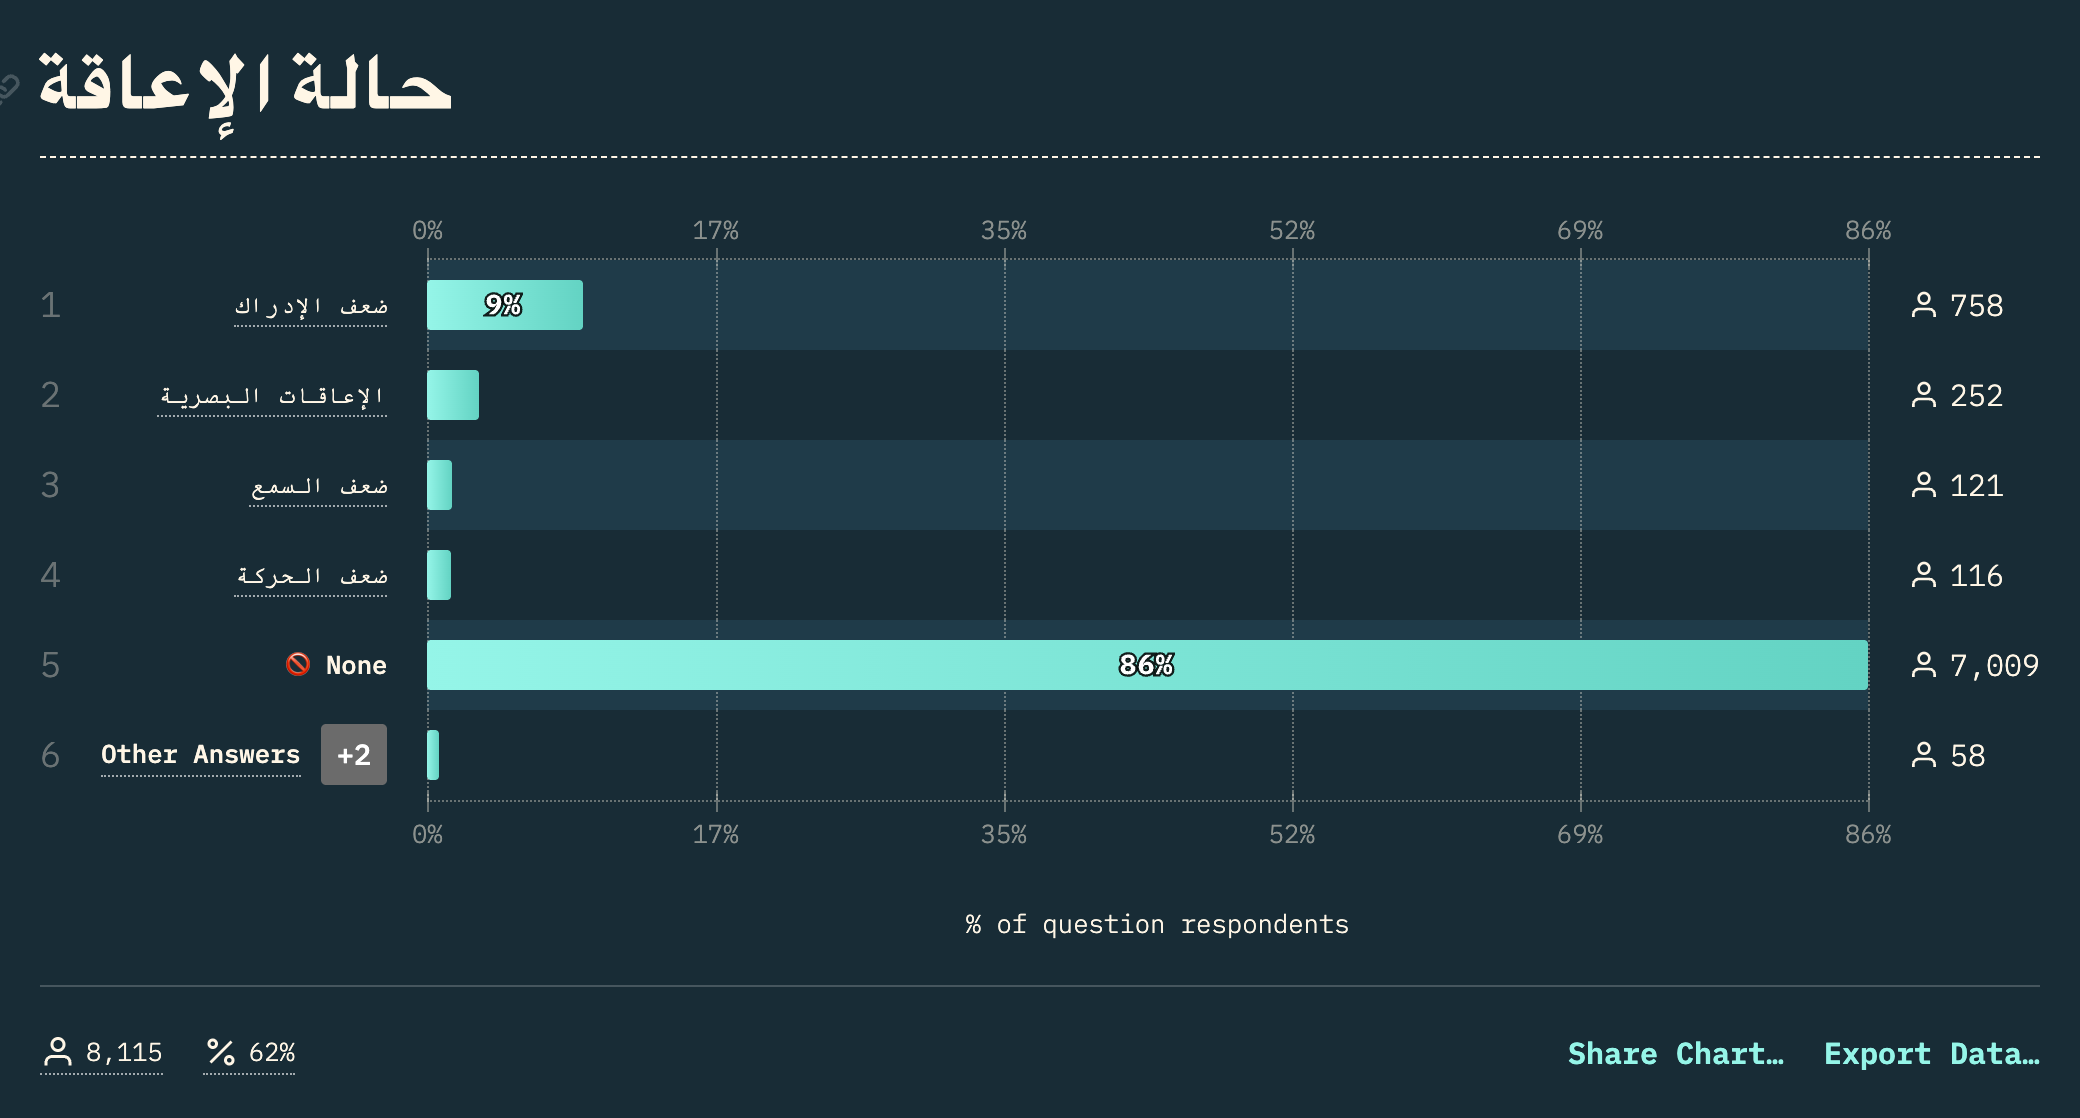 حالة الإعاقة
0% 17% 35% 52% 69% 86%
1 ضعف الإدراك 9% 758
2 الإعاقات البصرية 252
3 ضعف السمع 121
4 ضعف الحركة 116
5 🚫 None 86% 7,009
6 Other Answers +2 58
0% 17% 35% 52% 69% 86%
% of question respondents
8,115 % 62% Share Chart… Export Data…